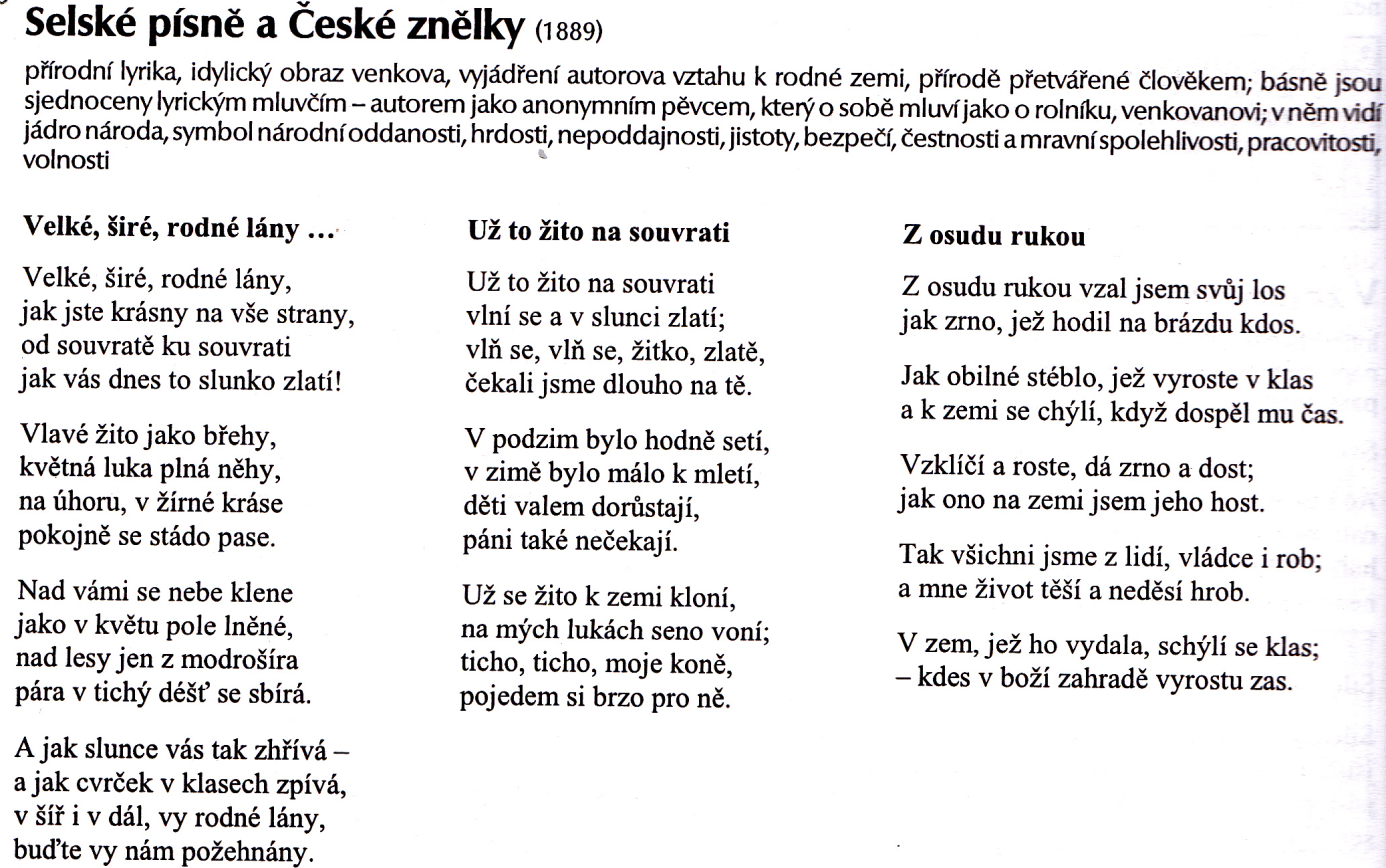 Selské písně a České znělky (1889)
přírodní lyrika, idylický obraz venkova, vyjádření autorova vztahu k rodné zemi, přírodě přetvářené člověkem; básně jsou
sjednoceny lyrickým mluvčím – autorem jako anonymním pěvcem, který o sobě mluví jako o rolníku, venkovanovi; v něm vidí
jádro národa, symbol národní oddanosti, hrdosti, nepoddajnosti, jistoty, bezpečí, čestnosti a mravní spolehlivosti, pracovitosti,
volnosti
Velké, širé, rodné lány ...
Velké, širé, rodné lány,
jak jste krásny na vše strany,
od souvratě ku souvrati
jak vás dnes to slunko zlatí!
Vlavé žito jako břehy,
květná luka plná něhy,
na úhoru, v žírné kráse
pokojně se stádo pase.
Nad vámi se nebe klene
jako v květu pole lněné,
nad lesy jen z modrošíra
pára v tichý déšť se sbírá.
A jak slunce vás tak zhřívá –
a jak cvrček v klasech zpívá,
v šíř i v dál, vy rodné lány,
buďte vy nám požehnány.
Už to žito na souvrati
Už to žito na souvrati
vlní se a v slunci zlatí;
vlň se, vlň se, žitko, zlatě,
čekali jsme dlouho na tě.
V podzim bylo hodně setí,
v zimě bylo málo k mletí,
děti valem dorůstají,
páni také nečekají.
Už se žito k zemi kloní,
na mých lukách seno voní;
ticho, ticho, moje koně,
pojedem si brzo pro ně.
Z osudu rukou
Z osudu rukou vzal jsem svůj los
jak zrno, jež hodil na brázdu kdos.
Jak obilné stéblo, jež vyroste v klas
a k zemi se chýlí, když dospěl mu čas.
Vzklíčí a roste, dá zrno a dost;
jak ono na zemi jsem jeho host.
Tak všichni jsme z lidí, vládce i rob;
a mne život těší a neděsí hrob.
V zem, jež ho vydala, schýlí se klas;
– kdes v boží zahradě vyrostu zas.